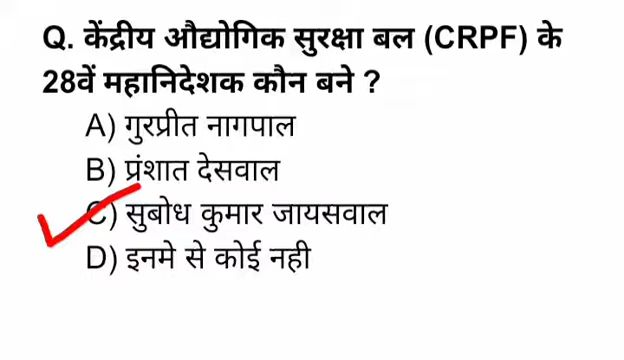 Q. केंद्रीय औद्योगिक सुरक्षा बल (CRPF) के
28वें महानिदेशक कौन बने ?
A) गुरप्रीत नागपाल
B) प्रंशात देसवाल
C) सुबोध कुमार जायसवाल
D) इनमे से कोई नही